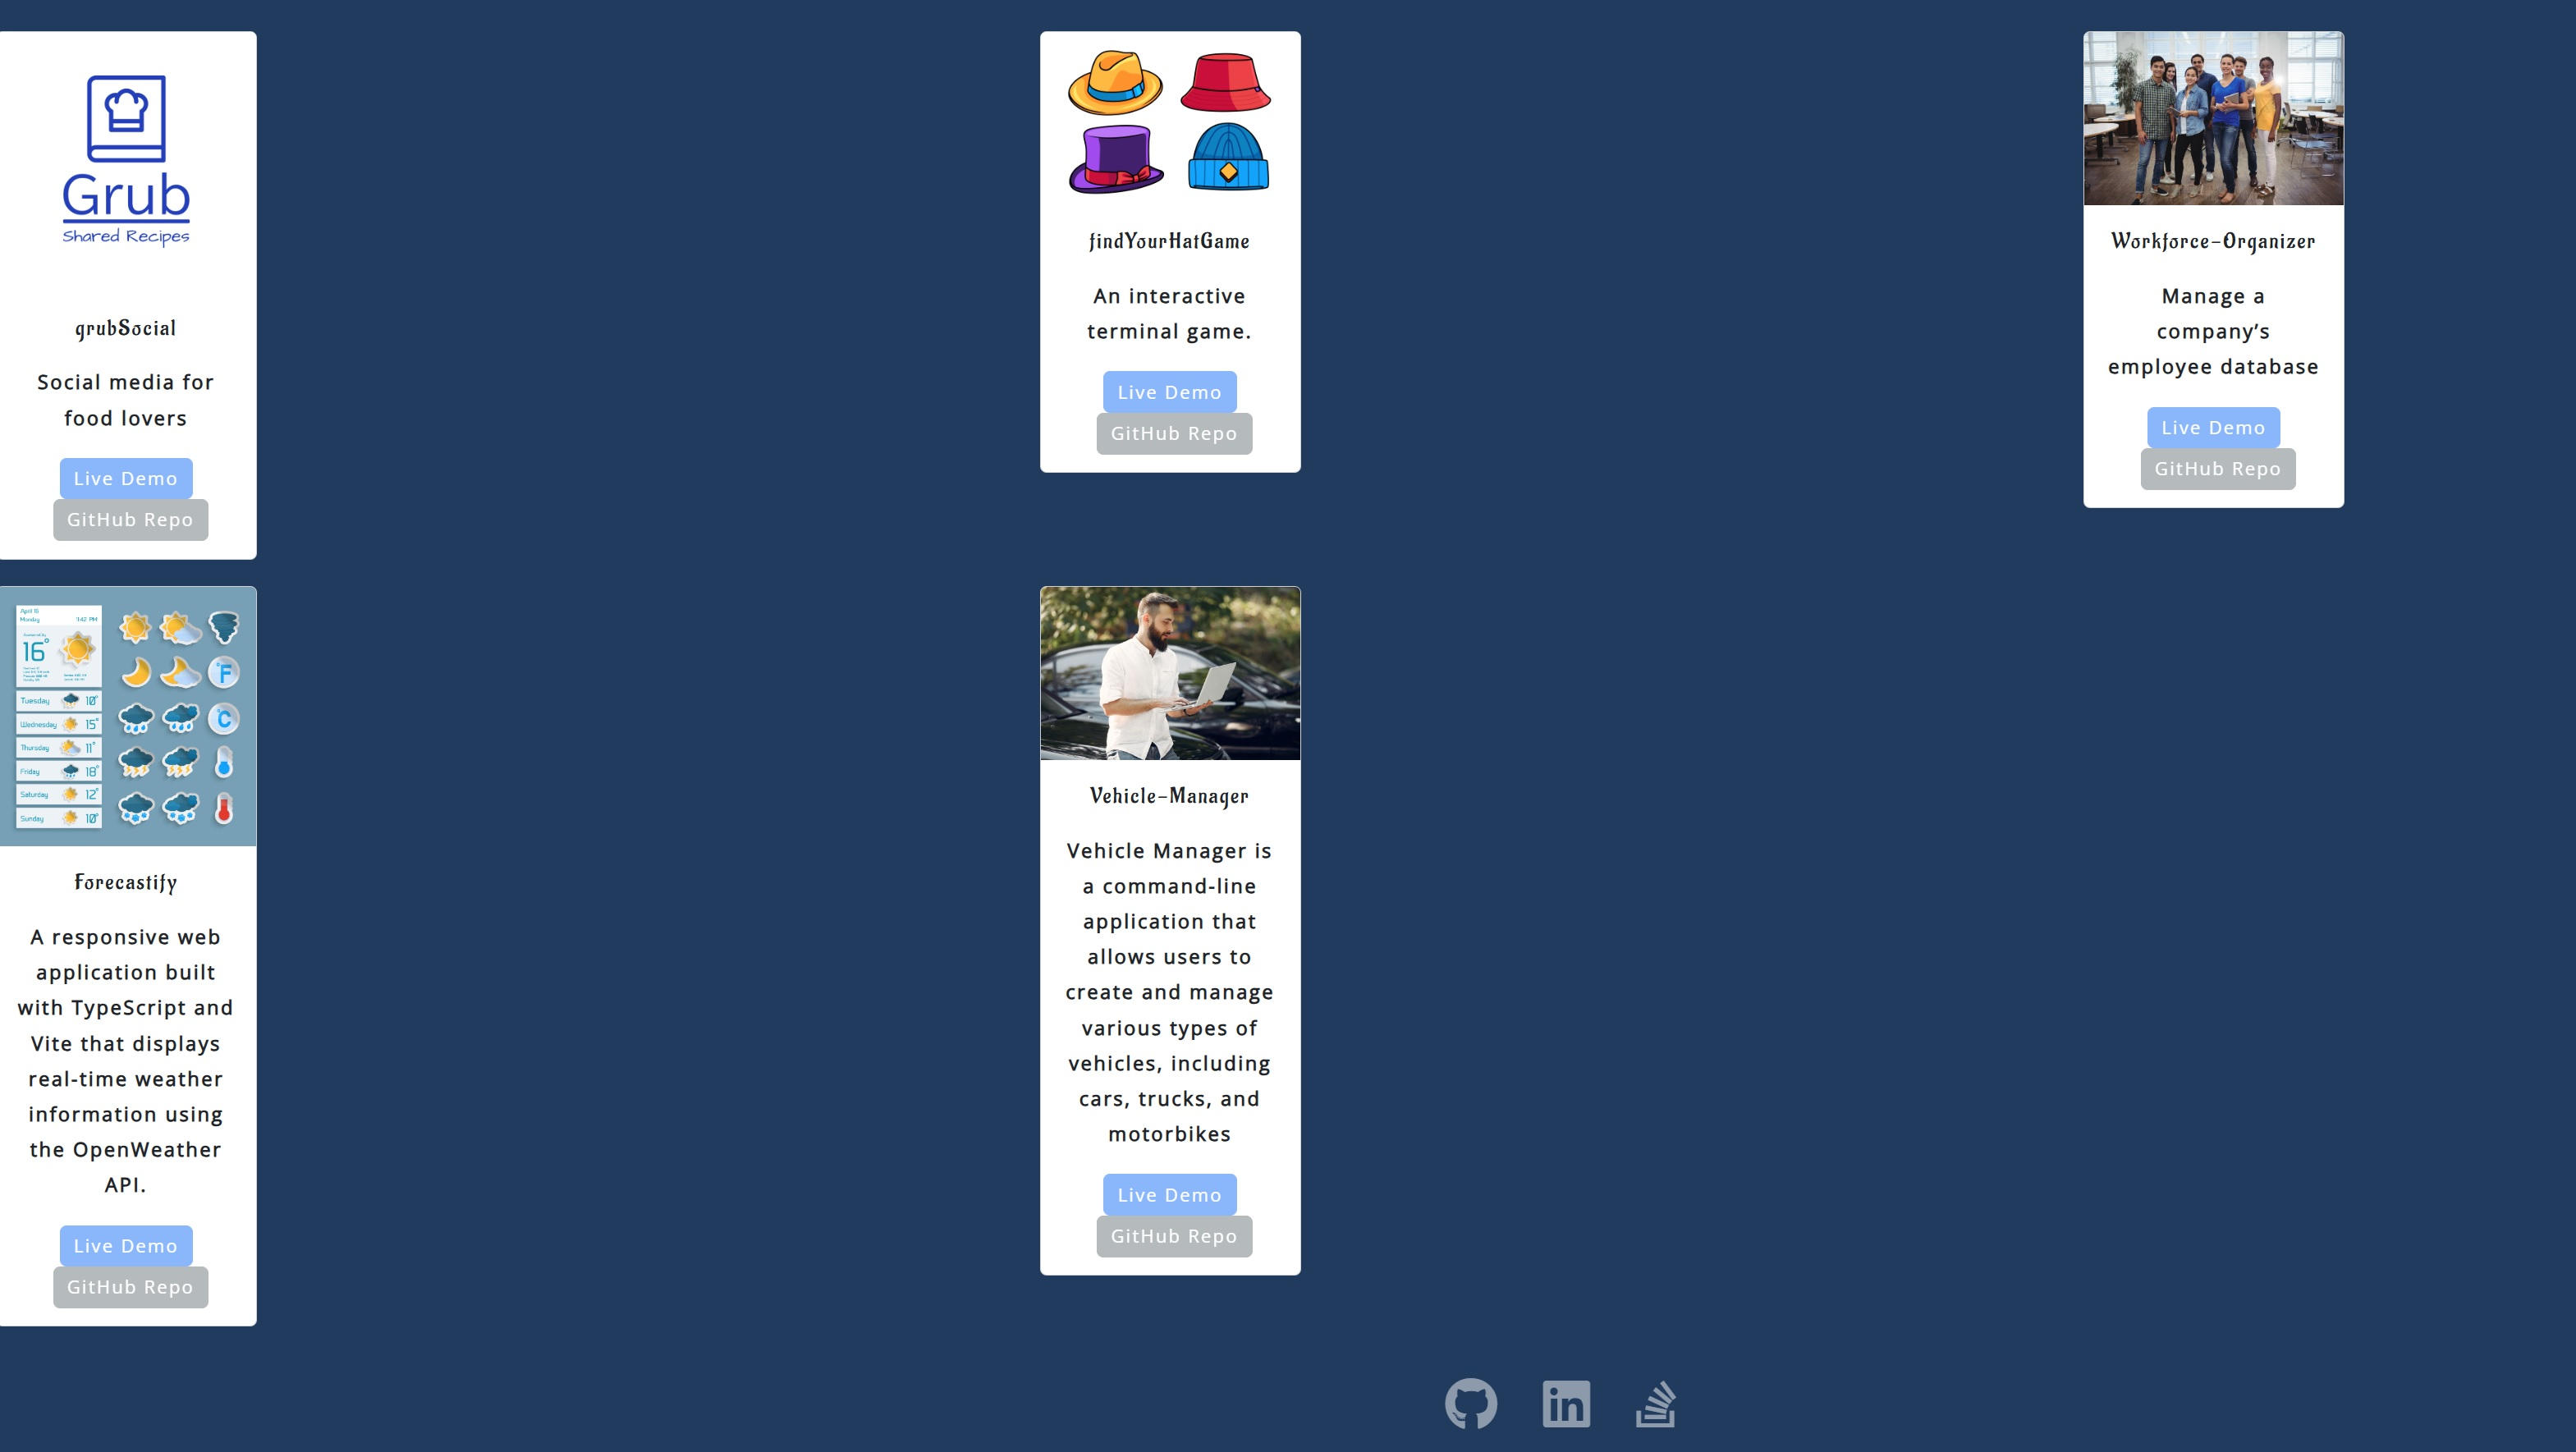 Grub
Shared Recipes
grubSocial
Social media for
food lovers
Live Demo
GitHub Repo
findYourHatGame
An interactive
terminal game.
Live Demo
GitHub Repo
Workforce-Organizer
Manage a
company’s
employee database
Live Demo
GitHub Repo
April 16
Monday
16°
Tuesday 10°
Wednesday 15°
Thursday 11°
Friday 18°
Saturday 12°
Sunday 10°
°F
°C
Forecastify
A responsive web
application built
with TypeScript and
Vite that displays
real-time weather
information using
the OpenWeather
API.
Live Demo
GitHub Repo
Vehicle-Manager
Vehicle Manager is
a command-line
application that
allows users to
create and manage
various types of
vehicles, including
cars, trucks, and
motorbikes
Live Demo
GitHub Repo
in